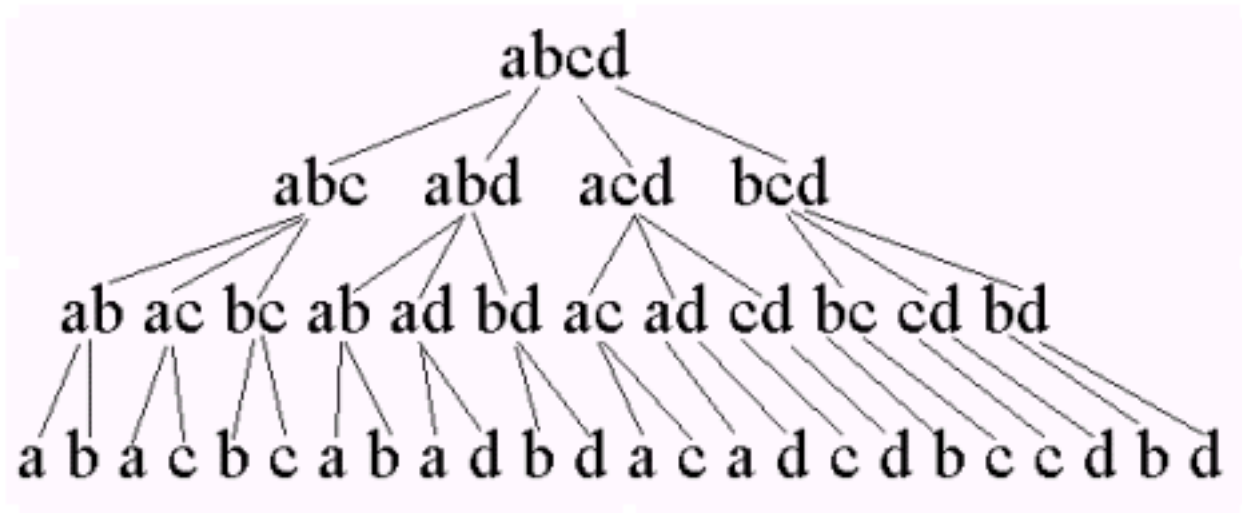 abcd
abc abd acd bcd
ab ac bc ab ad bd ac ad cd bc cd bd
a b a c b c a b a d b d a c a d c d b c c d b d